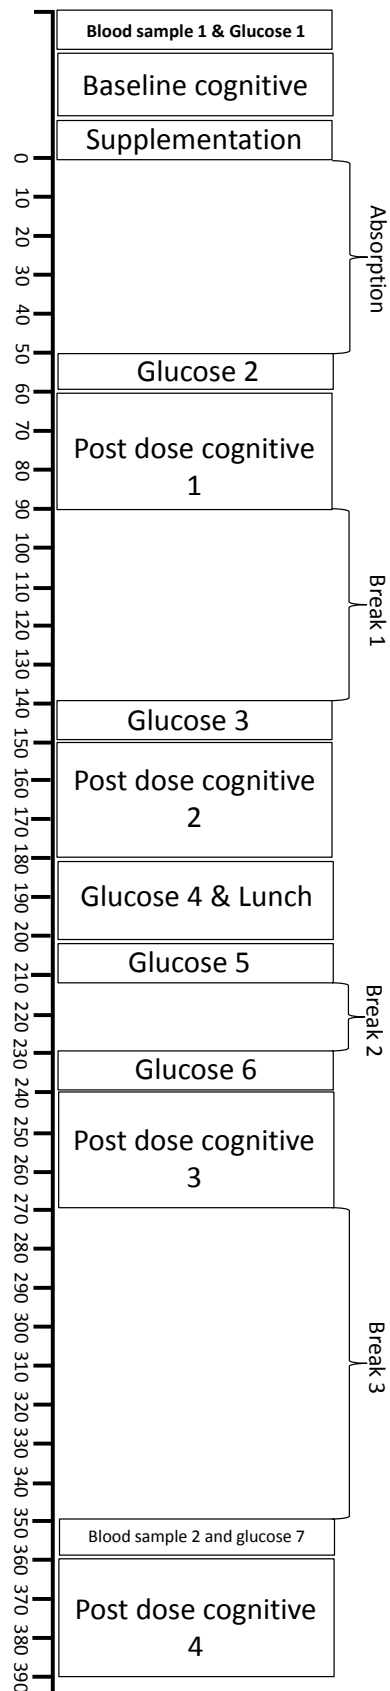 Blood sample 1 & Glucose 1
Baseline cognitive
Supplementation
0
10
20
30
40
50
Absorption
Glucose 2
60
Post dose cognitive
1
70
80
90
100
110
120
130
140
Break 1
Glucose 3
150
Post dose cognitive
2
160
170
180
Glucose 4 & Lunch
190
200
Glucose 5
210
220
230
Break 2
Glucose 6
240
Post dose cognitive
3
250
260
270
280
290
300
310
320
330
340
350
Break 3
Blood sample 2 and glucose 7
360
Post dose cognitive
4
370
380
390